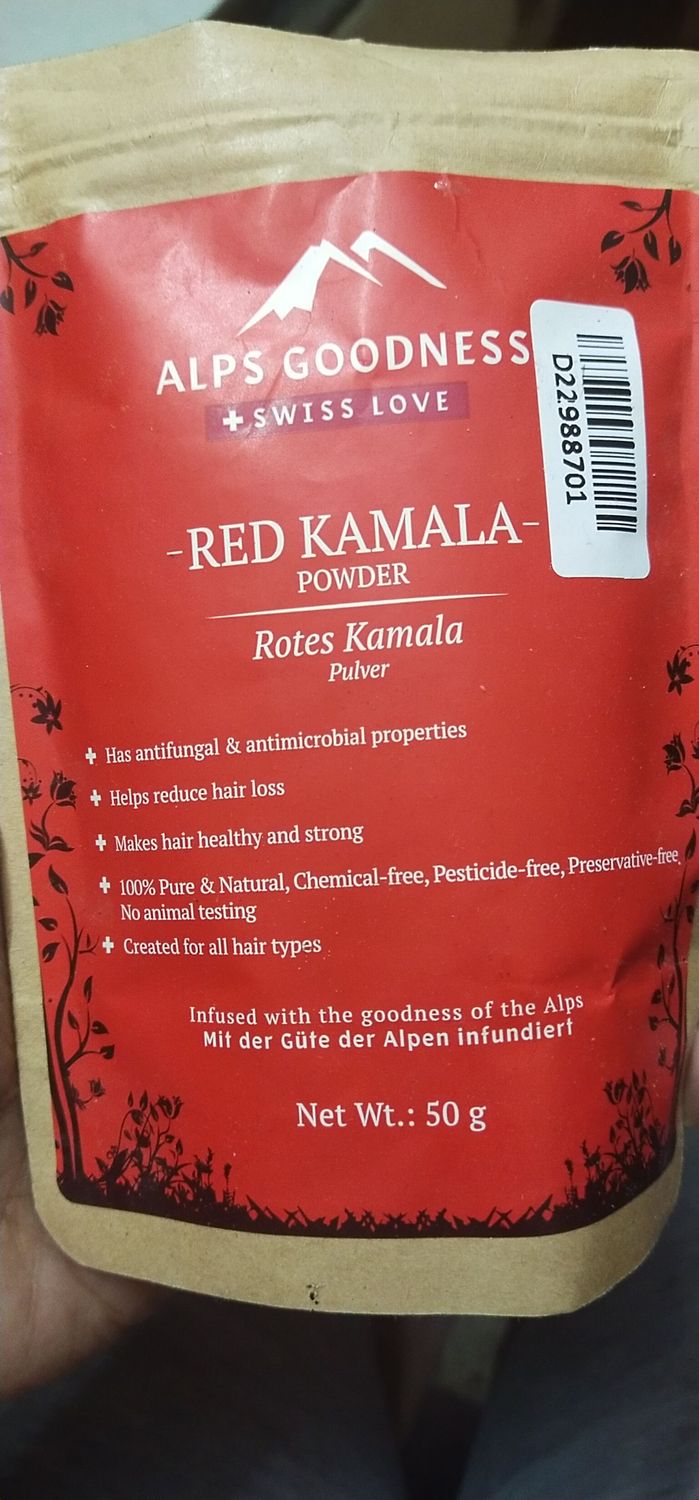 ALPS GOODNESS
+ SWISS LOVE
D22988701
-RED KAMALA-
POWDER
Rotes Kamala
Pulver
+ Has antifungal & antimicrobial properties
+ Helps reduce hair loss
+ Makes hair healthy and strong
+ 100% Pure & Natural, Chemical-free, Pesticide-free, Preservative-free,
No animal testing
+ Created for all hair types
Infused with the goodness of the Alps
Mit der Güte der Alpen infundiert
Net Wt.: 50 g